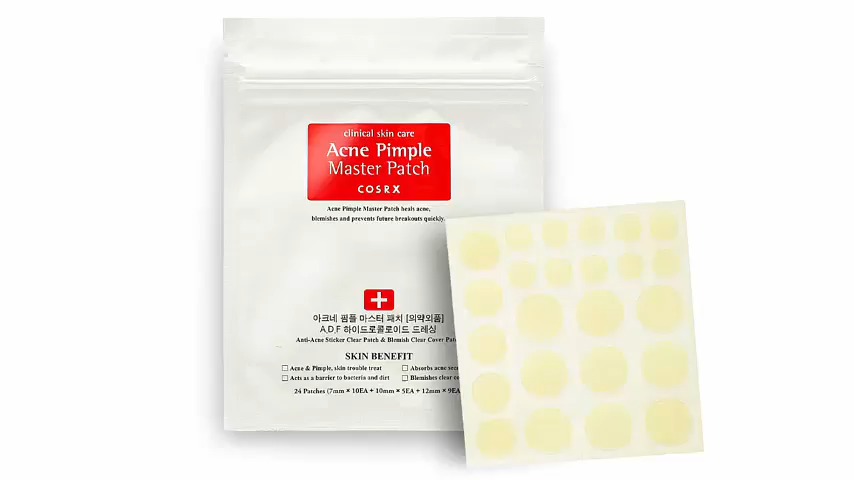 clinical skin care
Acne Pimple
Master Patch
COSRX
Acne Pimple Master Patch heals acne,
blemishes and prevents future breakouts quickly.
아크네 핌플 마스터 패치 [의약외품]
A.D.F 하이드로콜로이드 드레싱
Anti-Acne Sticker Clear Patch & Blemish Clear Cover
SKIN BENEFIT
Acne & Pimple, skin trouble treat
Absorbs acne
Acts as a barrier to bacteria and dirt
Blemishes clear
24 Patches (7mm × 10EA + 10mm × 5EA + 12mm × 9EA